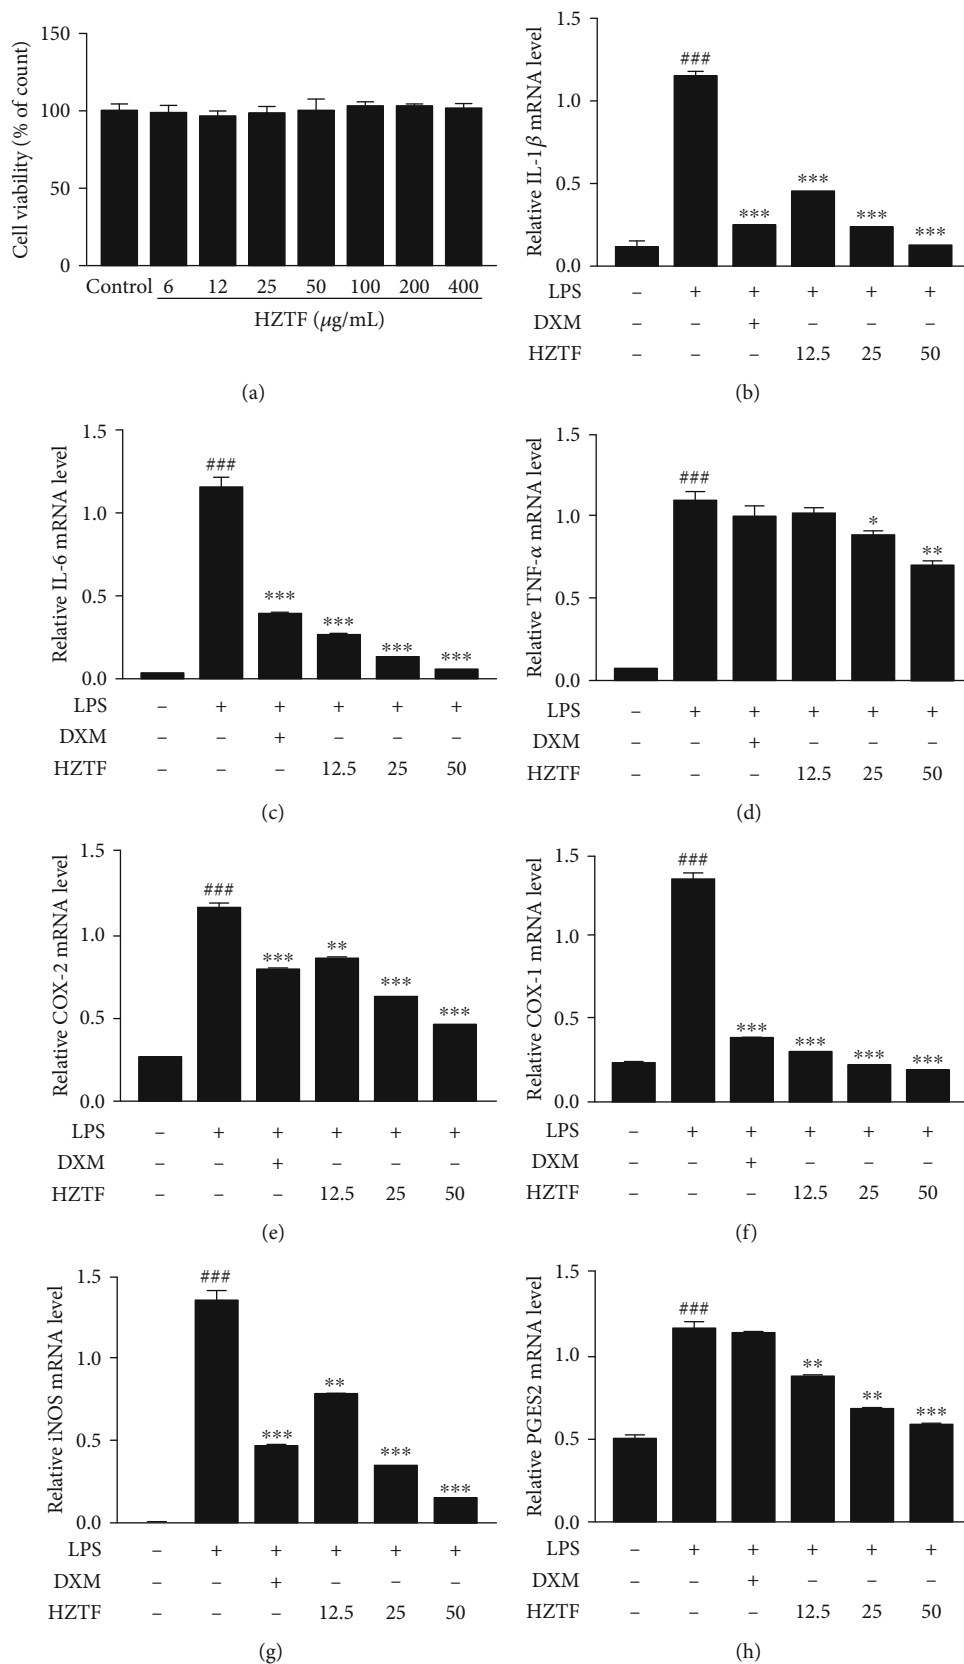 150
100
50
0
Cell viability (% of count)
Control 6 12 25 50 100 200 400
HZTF (μg/mL)
(a)
1.5
1.0
0.5
0.0
Relative IL-1β mRNA level
###
***
***
***
***
LPS – + + + + +
DXM – – + – – –
HZTF – – – 12.5 25 50
(b)
1.5
1.0
0.5
0.0
Relative IL-6 mRNA level
###
***
***
***
***
LPS – + + + + +
DXM – – + – – –
HZTF – – – 12.5 25 50
(c)
1.5
1.0
0.5
0.0
Relative TNF-α mRNA level
###
*
**
LPS – + + + + +
DXM – – + – – –
HZTF – – – 12.5 25 50
(d)
1.5
1.0
0.5
0.0
Relative COX-2 mRNA level
###
***
**
***
***
LPS – + + + + +
DXM – – + – – –
HZTF – – – 12.5 25 50
(e)
1.5
1.0
0.5
0.0
Relative COX-1 mRNA level
###
***
***
***
***
LPS – + + + + +
DXM – – + – – –
HZTF – – – 12.5 25 50
(f)
1.5
1.0
0.5
0.0
Relative iNOS mRNA level
###
***
**
***
***
LPS – + + + + +
DXM – – + – – –
HZTF – – – 12.5 25 50
(g)
1.5
1.0
0.5
0.0
Relative PGES2 mRNA level
###
**
**
***
LPS – + + + + +
DXM – – + – – –
HZTF – – – 12.5 25 50
(h)